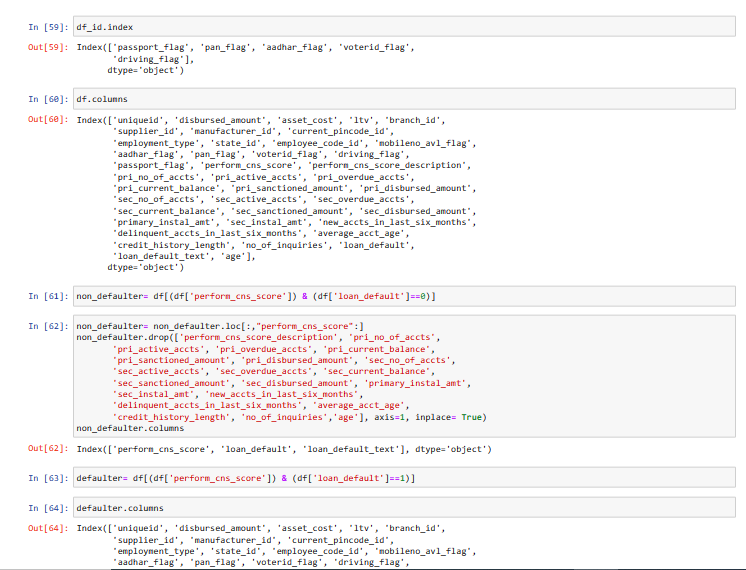 In [59]: df_id.index
Out[59]: Index(['passport_flag', 'pan_flag', 'aadhar_flag', 'voterid_flag',
'driving_flag'],
dtype='object')
In [60]: df.columns
Out[60]: Index(['uniqueid', 'disbursed_amount', 'asset_cost', 'ltv', 'branch_id',
'supplier_id', 'manufacturer_id', 'current_pincode_id',
'employment_type', 'state_id', 'employee_code_id', 'mobileno_avl_flag',
'aadhar_flag', 'pan_flag', 'voterid_flag', 'driving_flag',
'passport_flag', 'perform_cns_score', 'perform_cns_score_description',
'pri_no_of_accts', 'pri_active_accts', 'pri_overdue_accts',
'pri_current_balance', 'pri_sanctioned_amount', 'pri_disbursed_amount',
'sec_no_of_accts', 'sec_active_accts', 'sec_overdue_accts',
'sec_current_balance', 'sec_sanctioned_amount', 'sec_disbursed_amount',
'primary_instal_amt', 'sec_instal_amt', 'new_accts_in_last_six_months',
'delinquent_accts_in_last_six_months', 'average_acct_age',
'credit_history_length', 'no_of_inquiries', 'loan_default',
'loan_default_text', 'age'],
dtype='object')
In [61]: non_defaulter= df[(df['perform_cns_score']) & (df['loan_default']==0)]
In [62]: non_defaulter= non_defaulter.loc[:,"perform_cns_score":]
non_defaulter.drop(['perform_cns_score_description', 'pri_no_of_accts',
'pri_active_accts', 'pri_overdue_accts', 'pri_current_balance',
'pri_sanctioned_amount', 'pri_disbursed_amount', 'sec_no_of_accts',
'sec_active_accts', 'sec_overdue_accts', 'sec_current_balance',
'sec_sanctioned_amount', 'sec_disbursed_amount', 'primary_instal_amt',
'sec_instal_amt', 'new_accts_in_last_six_months',
'delinquent_accts_in_last_six_months', 'average_acct_age',
'credit_history_length', 'no_of_inquiries','age'], axis=1, inplace= True)
non_defaulter.columns
Out[62]: Index(['perform_cns_score', 'loan_default', 'loan_default_text'], dtype='object')
In [63]: defaulter= df[(df['perform_cns_score']) & (df['loan_default']==1)]
In [64]: defaulter.columns
Out[64]: Index(['uniqueid', 'disbursed_amount', 'asset_cost', 'ltv', 'branch_id',
'supplier_id', 'manufacturer_id', 'current_pincode_id',
'employment_type', 'state_id', 'employee_code_id', 'mobileno_avl_flag',
'aadhar_flag', 'pan_flag', 'voterid_flag', 'driving_flag',